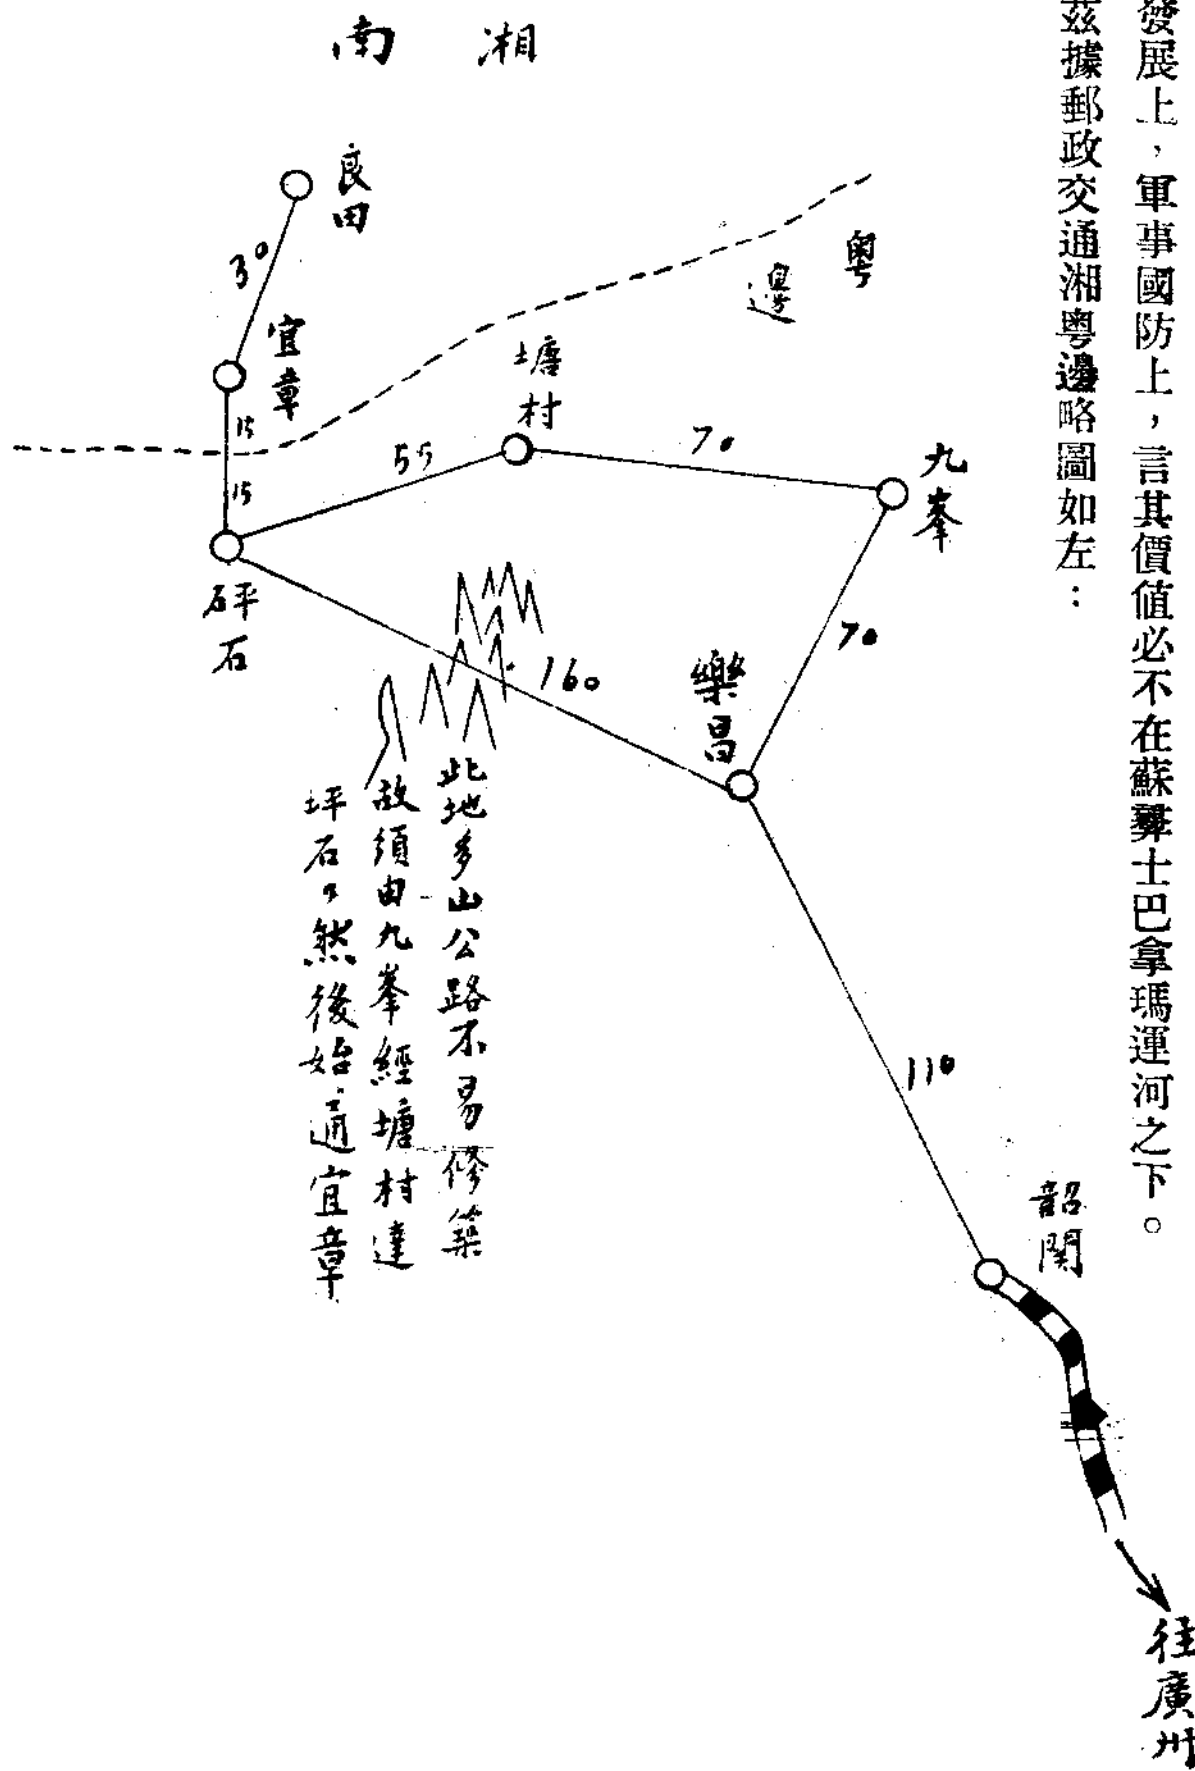 發展上，軍事國防上，言其價值必不在蘇彝士巴拿瑪運河之下。
茲據郵政交通湘粵邊略圖如左：
湘南
粵邊
良田
30
宜章
15
15
砰石
55
塘村
70
九峯
70
樂昌
160
此地多山公路不易修築
故須由九峯經塘村達
坪石，然後始通宜章
110
韶關
往廣州